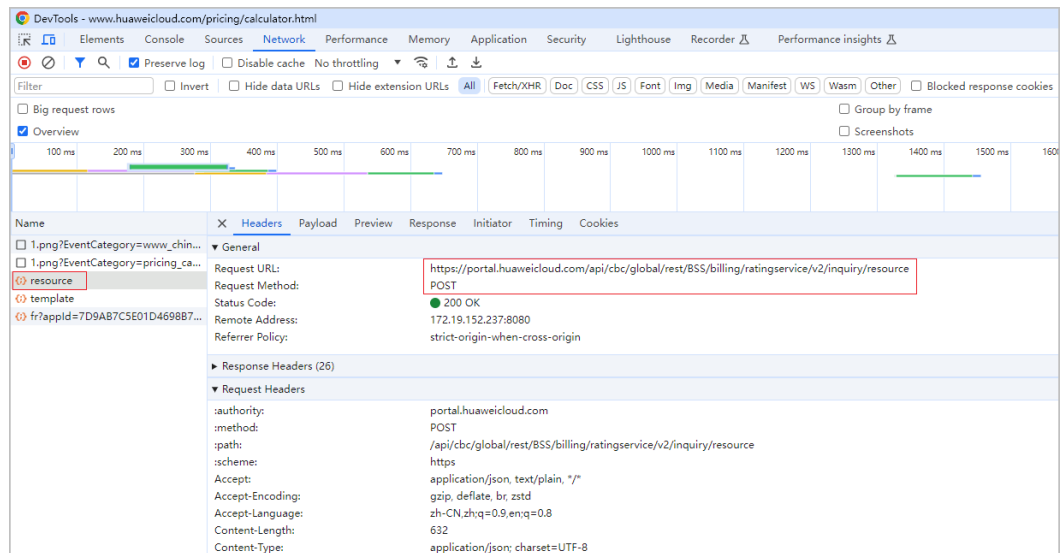 DevTools - www.huaweicloud.com/pricing/calculator.html
Elements Console Sources Network Performance Memory Application Security Lighthouse Recorder Performance insights
Preserve log Disable cache No throttling
Filter Invert Hide data URLs Hide extension URLs All Fetch/XHR Doc CSS JS Font Img Media Manifest WS Wasm Other Blocked response cookies
Big request rows Group by frame
Overview Screenshots
100 ms 200 ms 300 ms 400 ms 500 ms 600 ms 700 ms 800 ms 900 ms 1000 ms 1100 ms 1200 ms 1300 ms 1400 ms 1500 ms 160
Name Headers Payload Preview Response Initiator Timing Cookies
1.png?EventCategory=www_chin... General
1.png?EventCategory=pricing_ca... Request URL: https://portal.huaweicloud.com/api/cbc/global/rest/BSS/billing/ratingservice/v2/inquiry/resource
resource Request Method: POST
template Status Code: 200 OK
fr?appId=7D9AB7C5E01D4698B7... Remote Address: 172.19.152.237:8080
Referrer Policy: strict-origin-when-cross-origin
Response Headers (26)
Request Headers
:authority: portal.huaweicloud.com
:method: POST
:path: /api/cbc/global/rest/BSS/billing/ratingservice/v2/inquiry/resource
:scheme: https
Accept: application/json, text/plain, */*
Accept-Encoding: gzip, deflate, br, zstd
Accept-Language: zh-CN,zh;q=0.9,en;q=0.8
Content-Length: 632
Content-Type: application/json; charset=UTF-8